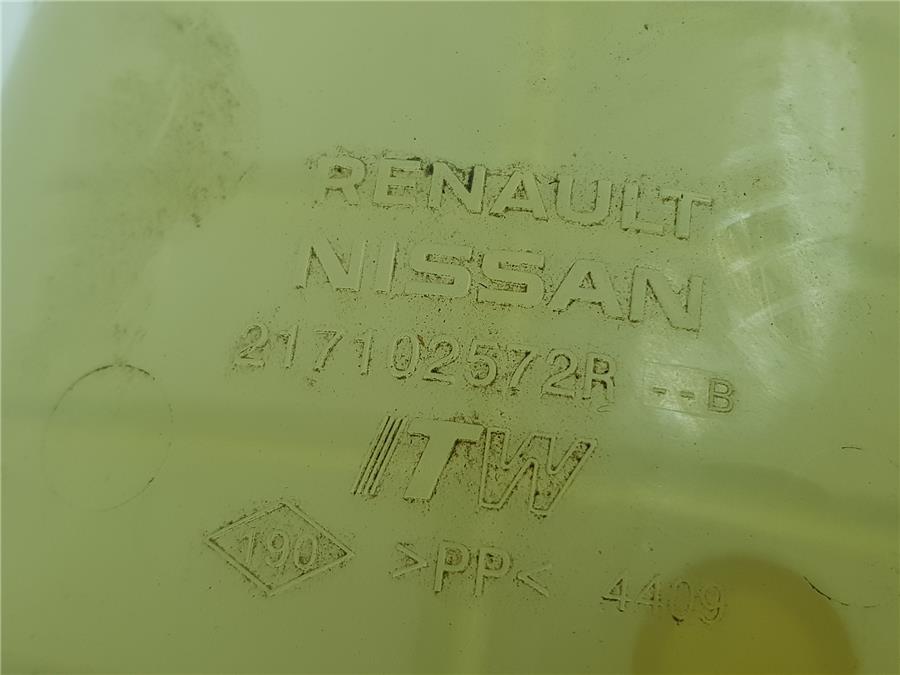 RENAULT
NISSAN
217102572R --B
ITW
190 >PP< 4409